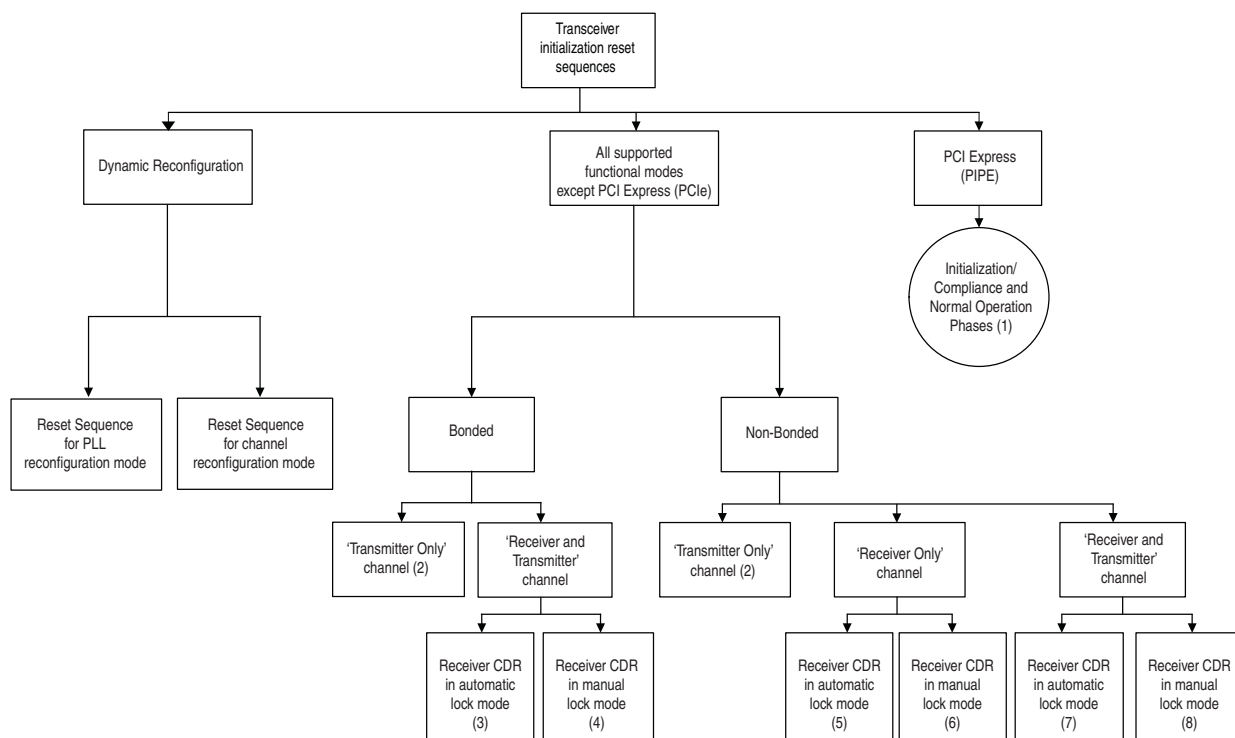 Transceiver
initialization reset
sequences
Dynamic Reconfiguration
All supported
functional modes
except PCI Express (PCIe)
PCI Express
(PIPE)
Initialization/
Compliance and
Normal Operation
Phases (1)
Reset Sequence
for PLL
reconfiguration mode
Reset Sequence
for channel
reconfiguration mode
Bonded
Non-Bonded
‘Transmitter Only’
channel (2)
‘Receiver and
Transmitter’
channel
‘Transmitter Only’
channel (2)
‘Receiver Only’
channel
‘Receiver and
Transmitter’
channel
Receiver CDR
in automatic
lock mode
(3)
Receiver CDR
in manual
lock mode
(4)
Receiver CDR
in automatic
lock mode
(5)
Receiver CDR
in manual
lock mode
(6)
Receiver CDR
in automatic
lock mode
(7)
Receiver CDR
in manual
lock mode
(8)